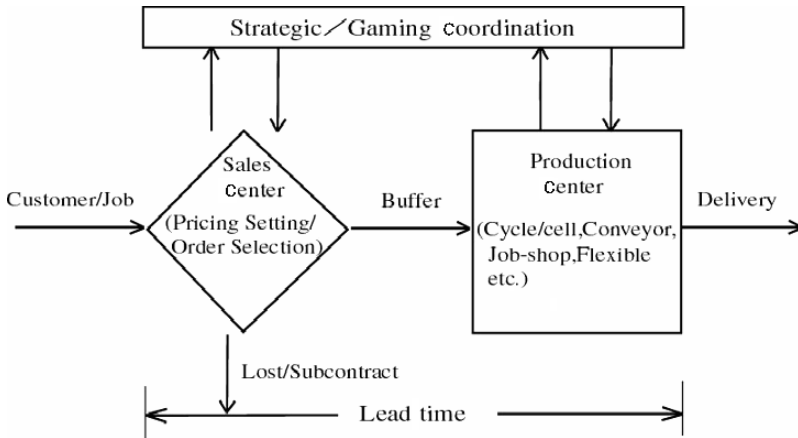 Strategic/Gaming coordination
Sales
center
(Pricing Setting/
Order Selection)
Customer/Job
Buffer
Production
center
(Cycle/cell,Conveyor,
Job-shop,Flexible
etc.)
Delivery
Lost/Subcontract
Lead time